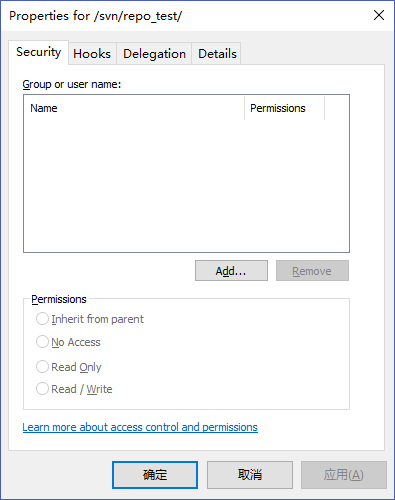 Properties for /svn/repo_test/
Security Hooks Delegation Details
Group or user name:
Name Permissions
Add... Remove
Permissions
Inherit from parent
No Access
Read Only
Read / Write
Learn more about access control and permissions
确定 取消 应用(A)